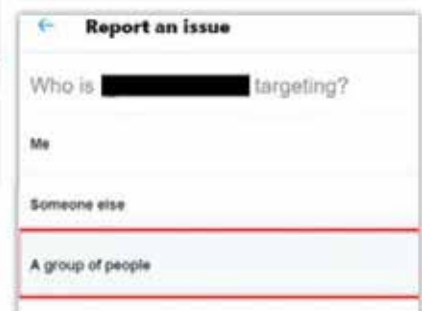 Report an issue
Who is targeting?
Me
Someone else
A group of people